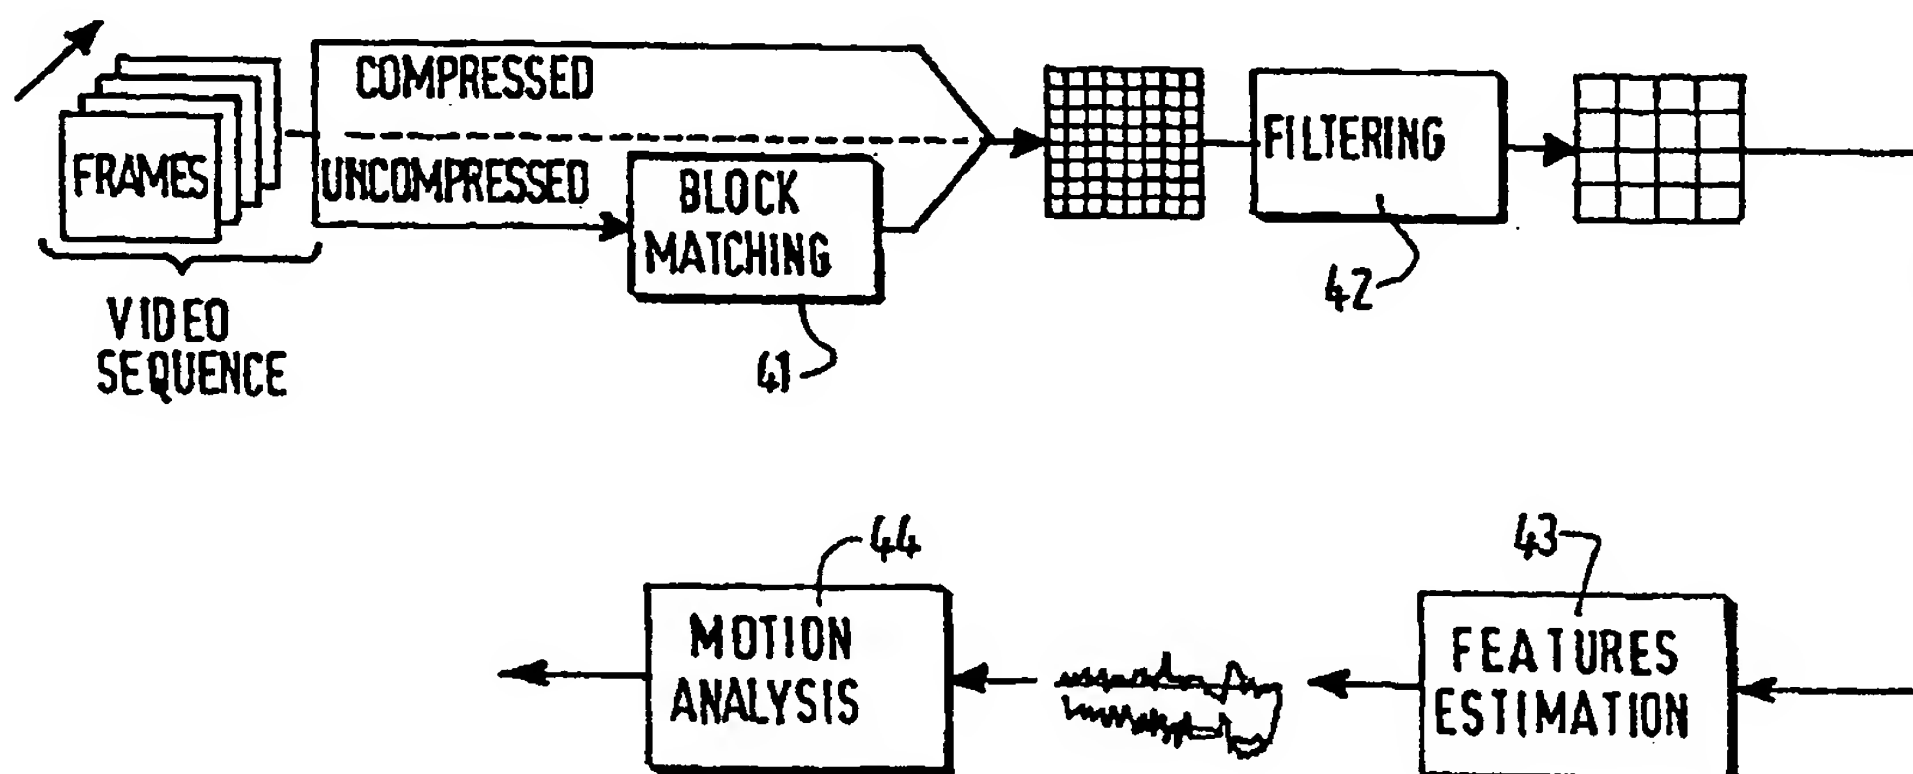 COMPRESSED
FRAMES
UNCOMPRESSED
BLOCK
MATCHING
FILTERING
VIDEO
SEQUENCE
41
42
44
43
MOTION
ANALYSIS
FEATURES
ESTIMATION